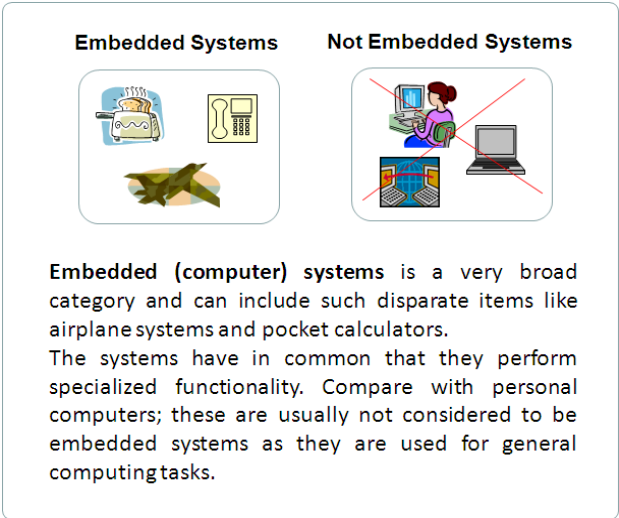 Embedded Systems
Not Embedded Systems
Embedded (computer) systems is a very broad
category and can include such disparate items like
airplane systems and pocket calculators.
The systems have in common that they perform
specialized functionality. Compare with personal
computers; these are usually not considered to be
embedded systems as they are used for general
computing tasks.